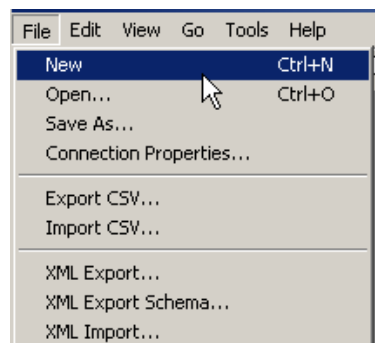 File Edit View Go Tools Help
New Ctrl+N
Open... Ctrl+O
Save As...
Connection Properties...
Export CSV...
Import CSV...
XML Export...
XML Export Schema...
XML Import...